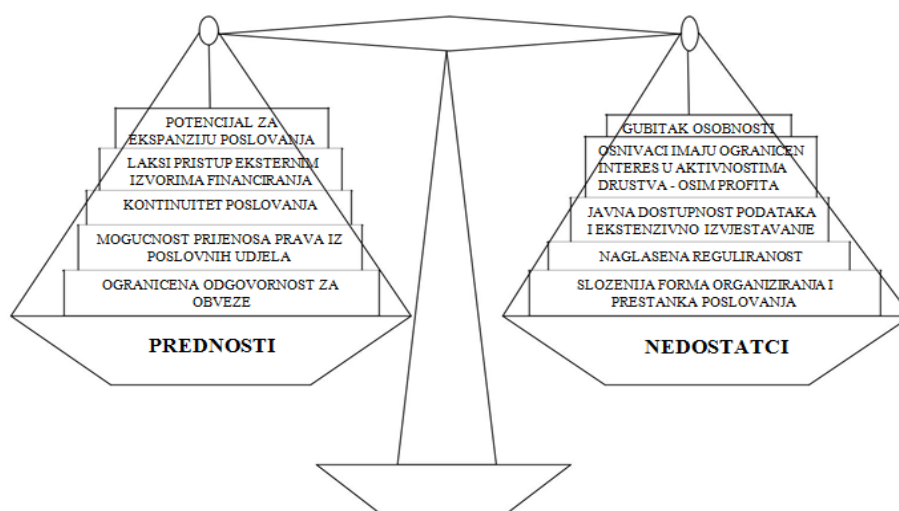 POTENCIJAL ZA
EKSPANZIJU POSLOVANJA
LAKSI PRISTUP EKSTERNIM
IZVORIMA FINANCIRANJA
KONTINUITET POSLOVANJA
MOGUCNOST PRIJENOSA PRAVA IZ
POSLOVNIH UDJELA
OGRANICENA ODGOVORNOST ZA
OBVEZE
PREDNOSTI
GUBITAK OSOBNOSTI
OSNIVACI IMAJU OGRANICEN
INTERES U AKTIVNOSTIMA
DRUSTVA - OSIM PROFITA
JAVNA DOSTUPNOST PODATAKA
I EKSTENZIVNO IZVJESTAVANJE
NAGLASENA REGULIRANOST
SLOZENIJA FORMA ORGANIZIRANJA I
PRESTANKA POSLOVANJA
NEDOSTATCI